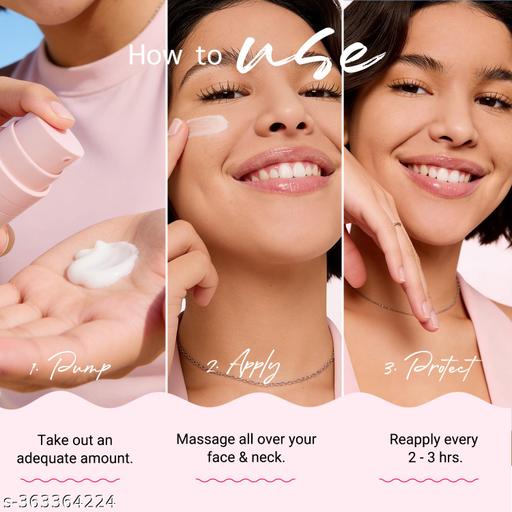 How to use
1. Pump
2. Apply
3. Protect
Take out an
adequate amount.
Massage all over your
face & neck.
Reapply every
2 - 3 hrs.
s-363364224